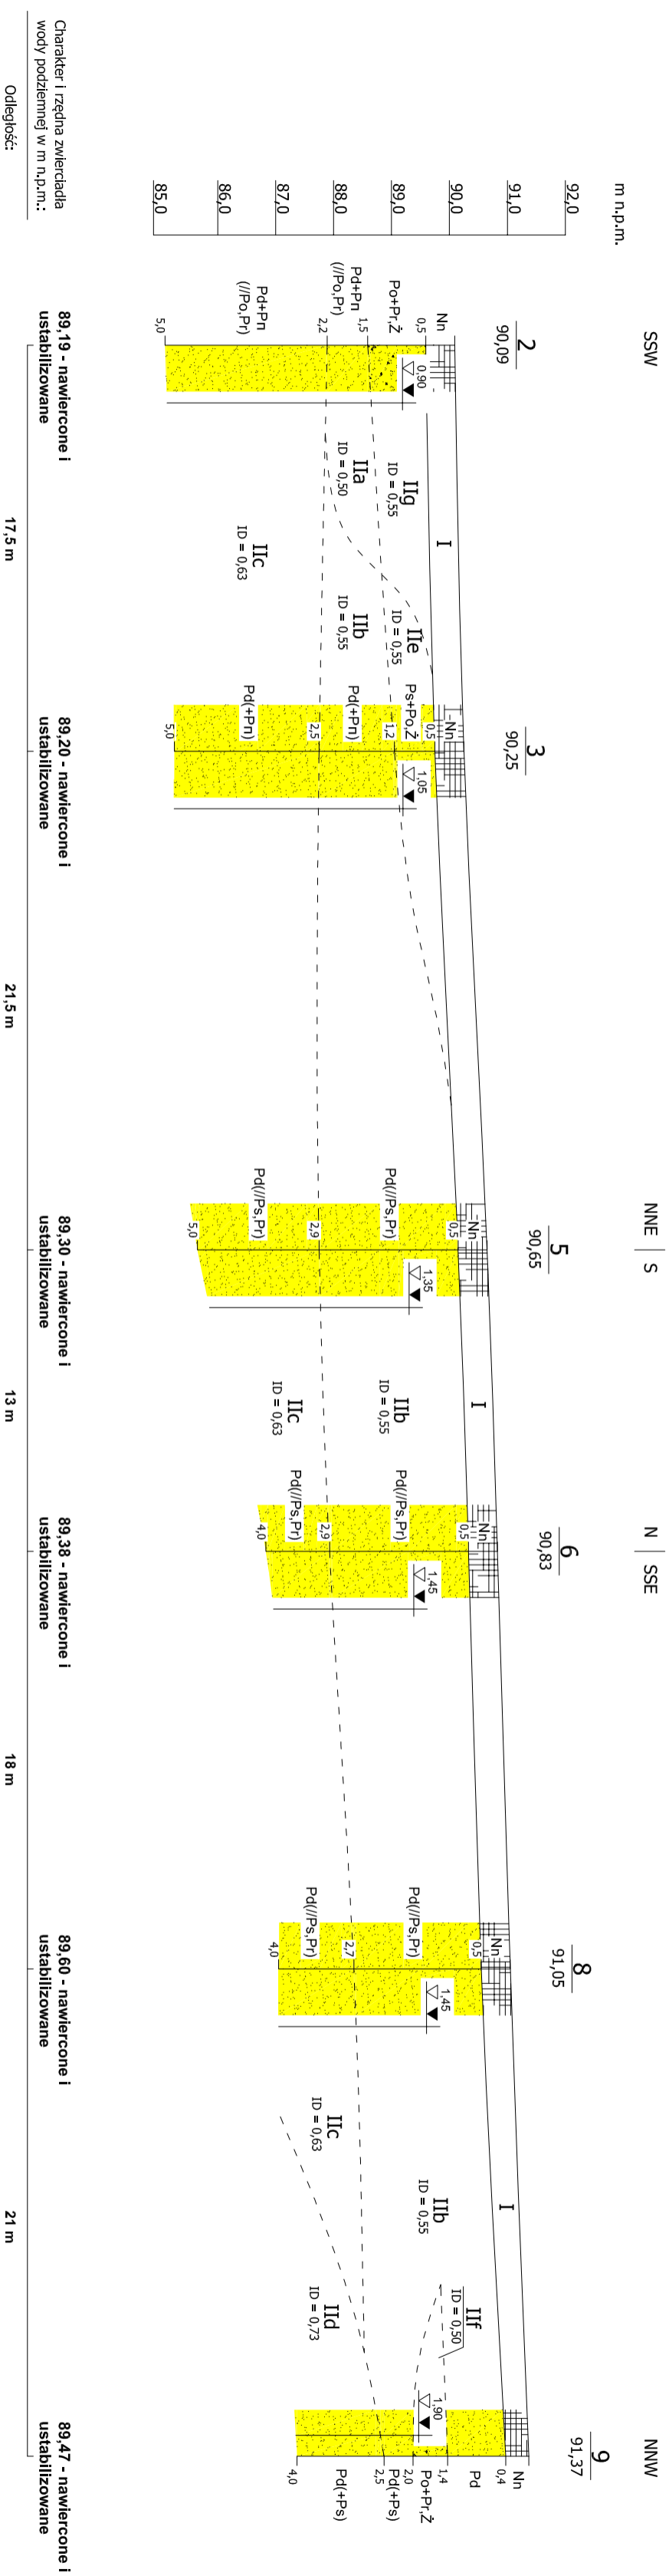 SSW
NNE
S
N
SSE
NNW
m n.p.m.
92,0
91,0
90,0
89,0
88,0
87,0
86,0
85,0
2
90,09
Nn
0,5
Po+Pr,Ż
1,5
Pd+Pπ
(//Po,Pr)
2,2
Pd+Pπ
(//Po,Pr)
5,0
0,90
I
IIg
ID = 0,55
IIa
ID = 0,50
IIe
ID = 0,55
IIb
ID = 0,55
IIc
ID = 0,63
3
90,25
Nn
0,5
Ps+Po,Ż
1,2
Pd(+Pπ)
2,5
Pd(+Pπ)
5,0
1,05
5
90,65
Nn
0,5
Pd(//Ps,Pr)
2,9
Pd(//Ps,Pr)
5,0
1,35
I
IIb
ID = 0,55
IIc
ID = 0,63
6
90,83
Nn
0,5
Pd(//Ps,Pr)
2,9
Pd(//Ps,Pr)
4,0
1,45
8
91,05
Nn
0,5
Pd(//Ps,Pr)
2,7
Pd(//Ps,Pr)
4,0
1,45
I
IIb
ID = 0,55
IIf
ID = 0,50
IIc
ID = 0,63
IId
ID = 0,73
9
91,37
Nn
0,4
Pd
1,4
Po+Pr,Ż
2,0
Pd(+Ps)
2,5
Pd(+Ps)
4,0
1,90
Charakter i rzędna zwierciadła
wody podziemnej w m n.p.m.:
89,19 - nawiercone i
ustabilizowane
89,20 - nawiercone i
ustabilizowane
89,30 - nawiercone i
ustabilizowane
89,38 - nawiercone i
ustabilizowane
89,60 - nawiercone i
ustabilizowane
89,47 - nawiercone i
ustabilizowane
Odległość:
17,5 m
21,5 m
13 m
18 m
21 m